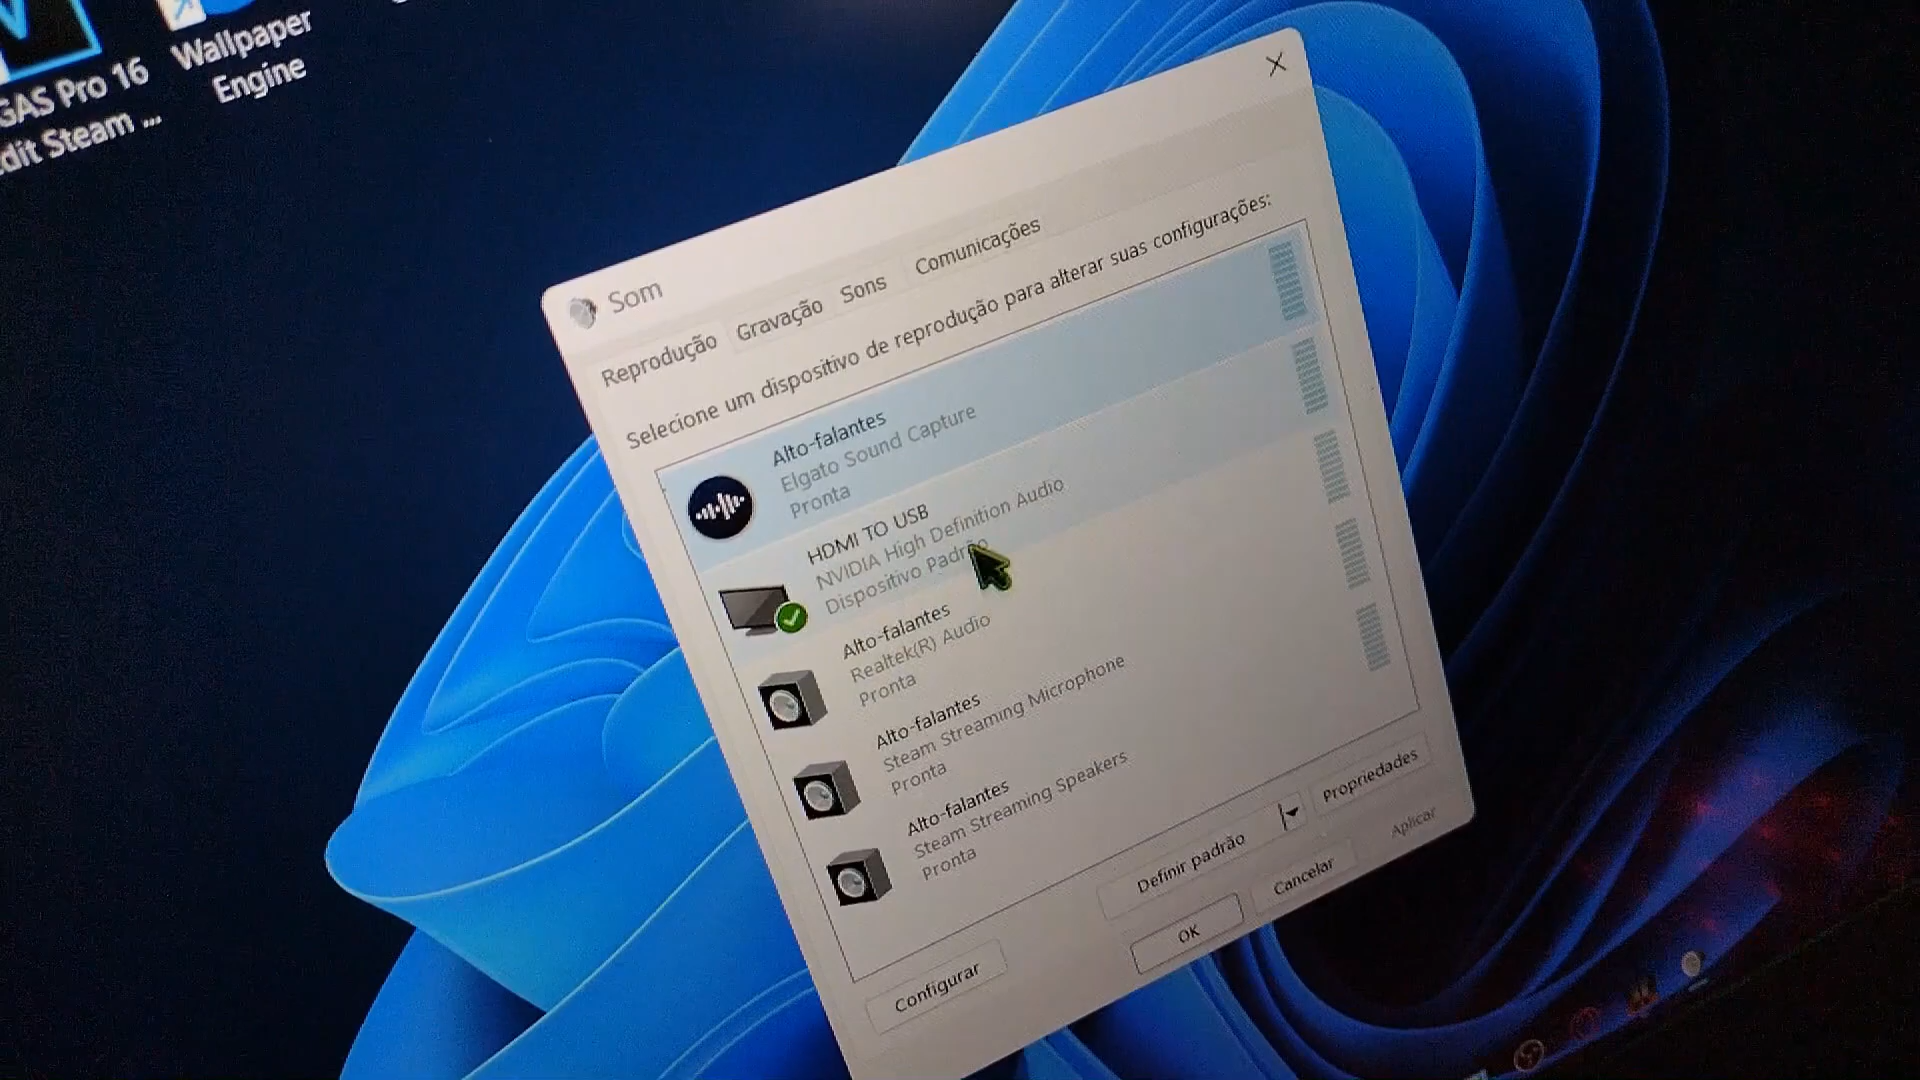 GAS Pro 16
dit Steam ...
Wallpaper
Engine
Som
Reprodução
Gravação
Sons
Comunicações
Selecione um dispositivo de reprodução para alterar suas configurações:
Alto-falantes
Elgato Sound Capture
Pronta
HDMI TO USB
NVIDIA High Definition Audio
Dispositivo Padrão
Alto-falantes
Realtek(R) Audio
Pronta
Alto-falantes
Steam Streaming Microphone
Pronta
Alto-falantes
Steam Streaming Speakers
Pronta
Configurar
Definir padrão
Propriedades
OK
Cancelar
Aplicar